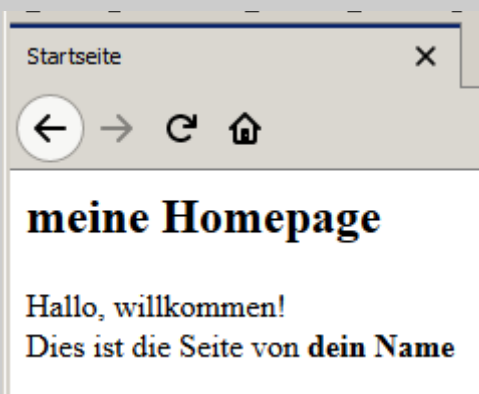 Startseite
meine Homepage
Hallo, willkommen!
Dies ist die Seite von dein Name